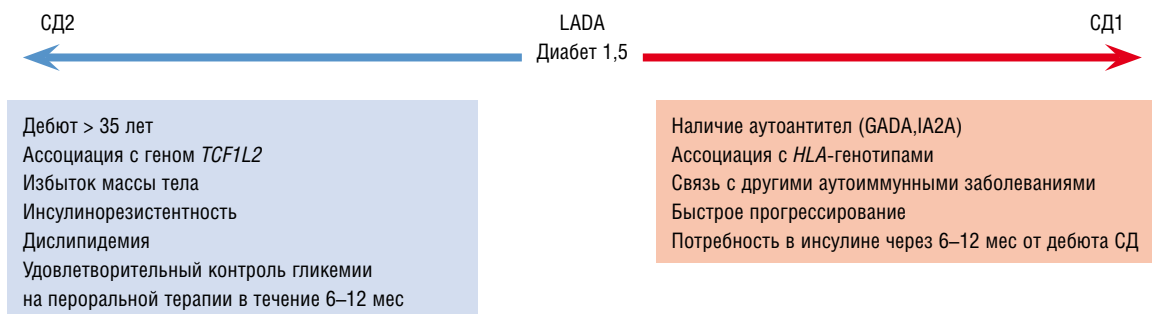 СД2
LADA
Диабет 1,5
СД1
Дебют > 35 лет
Ассоциация с геном TCF1L2
Избыток массы тела
Инсулинорезистентность
Дислипидемия
Удовлетворительный контроль гликемии
на пероральной терапии в течение 6–12 мес
Наличие аутоантител (GADA,IA2A)
Ассоциация с HLA-генотипами
Связь с другими аутоиммунными заболеваниями
Быстрое прогрессирование
Потребность в инсулине через 6–12 мес от дебюта СД